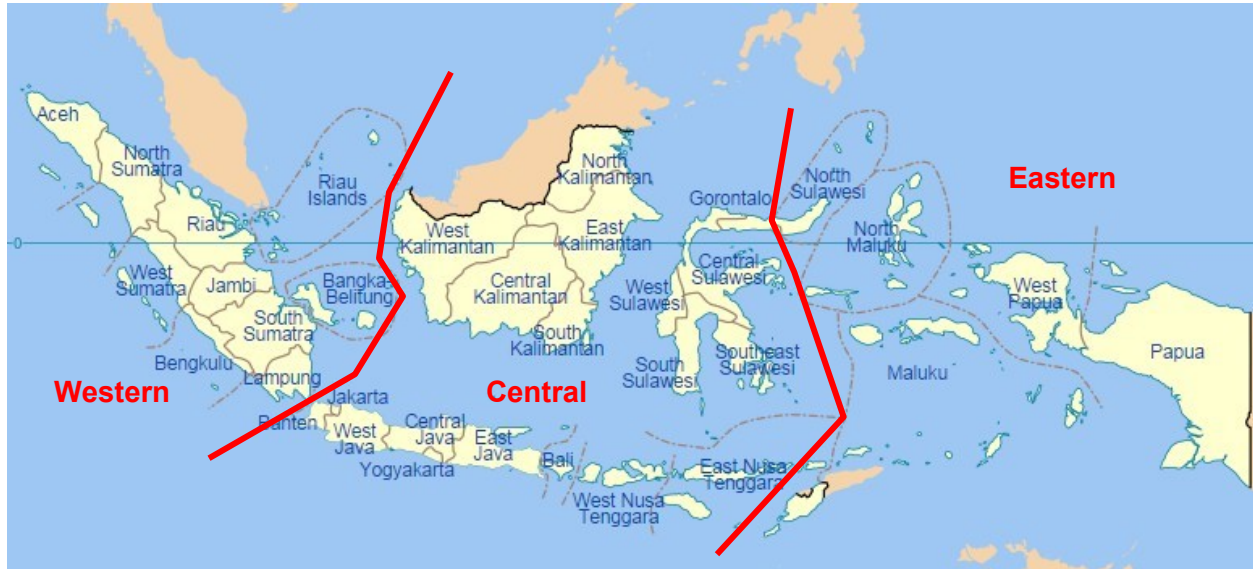 Aceh
North
Sumatra
Riau
Islands
Riau
0
West
Sumatra
Jambi
Bangka-
Belitung
South
Sumatra
Bengkulu
Lampung
Western
Banten
Jakarta
West
Java
Central
Java
Yogyakarta
East
Java
Bali
West Nusa
Tenggara
East Nusa
Tenggara
West
Kalimantan
Central
Kalimantan
South
Kalimantan
East
Kalimantan
North
Kalimantan
Central
Gorontalo
North
Sulawesi
Central
Sulawesi
West
Sulawesi
South
Sulawesi
Southeast
Sulawesi
Eastern
North
Maluku
Maluku
West
Papua
Papua